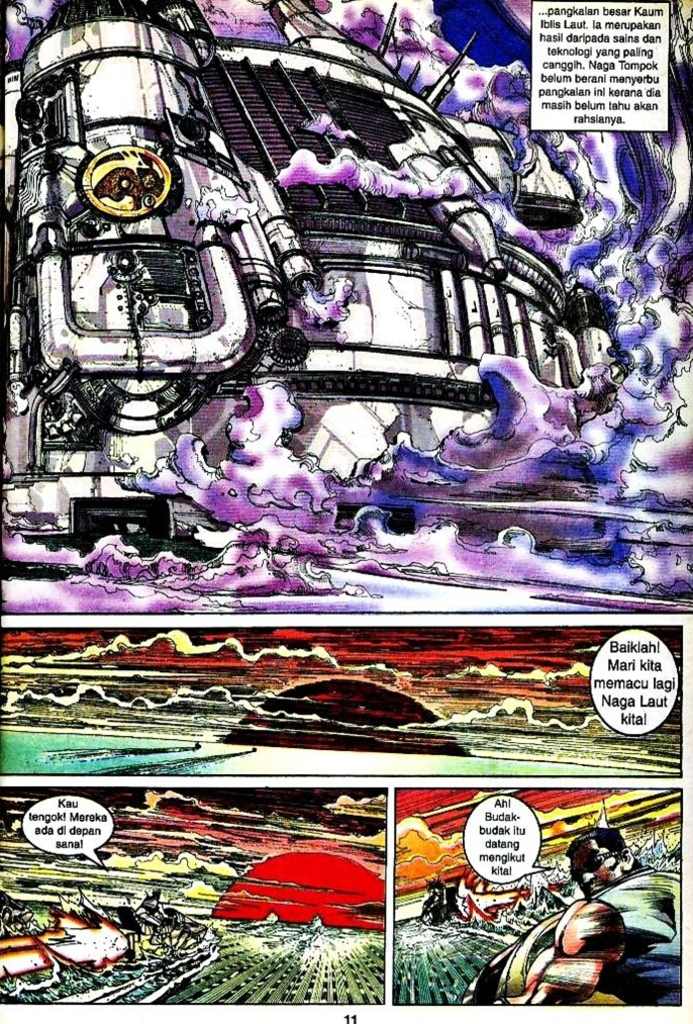 ...pangkalan besar Kaum
Iblis Laut. Ia merupakan
hasil daripada sains dan
teknologi yang paling
canggih. Naga Tompok
belum berani menyerbu
pangkalan ini kerana dia
masih belum tahu akan
rahsianya.
Baiklah!
Mari kita
memacu lagi
Naga Laut
kita!
Kau
tengok! Mereka
ada di depan
sana!
Ah!
Budak-
budak itu
datang
mengikut
kita!
11